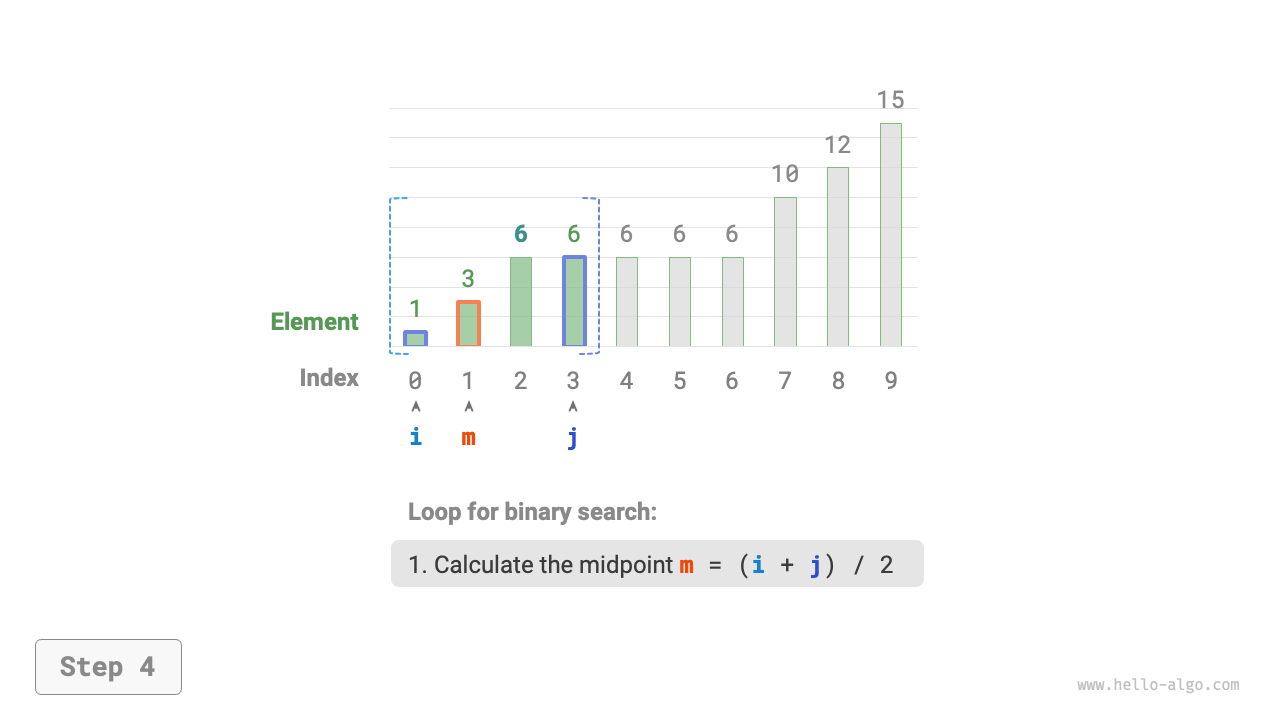 15
12
10
6 6 6 6 6
3
1
Element
Index 0 1 2 3 4 5 6 7 8 9
i m j
Loop for binary search:
1. Calculate the midpoint m = (i + j) / 2
Step 4
www.hello-algo.com